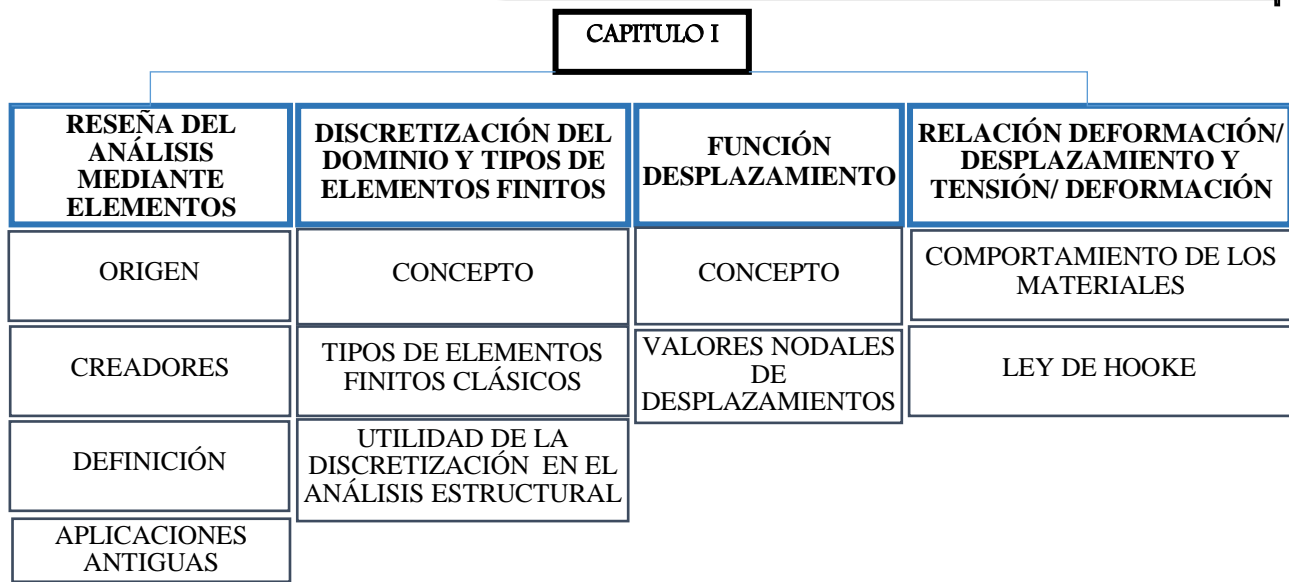 CAPITULO I
RESEÑA DEL
ANÁLISIS
MEDIANTE
ELEMENTOS
ORIGEN
CREADORES
DEFINICIÓN
APLICACIONES
ANTIGUAS
DISCRETIZACIÓN DEL
DOMINIO Y TIPOS DE
ELEMENTOS FINITOS
CONCEPTO
TIPOS DE ELEMENTOS
FINITOS CLÁSICOS
UTILIDAD DE LA
DISCRETIZACIÓN EN EL
ANÁLISIS ESTRUCTURAL
FUNCIÓN
DESPLAZAMIENTO
CONCEPTO
VALORES NODALES
DE
DESPLAZAMIENTOS
RELACIÓN DEFORMACIÓN/
DESPLAZAMIENTO Y
TENSIÓN/ DEFORMACIÓN
COMPORTAMIENTO DE LOS
MATERIALES
LEY DE HOOKE